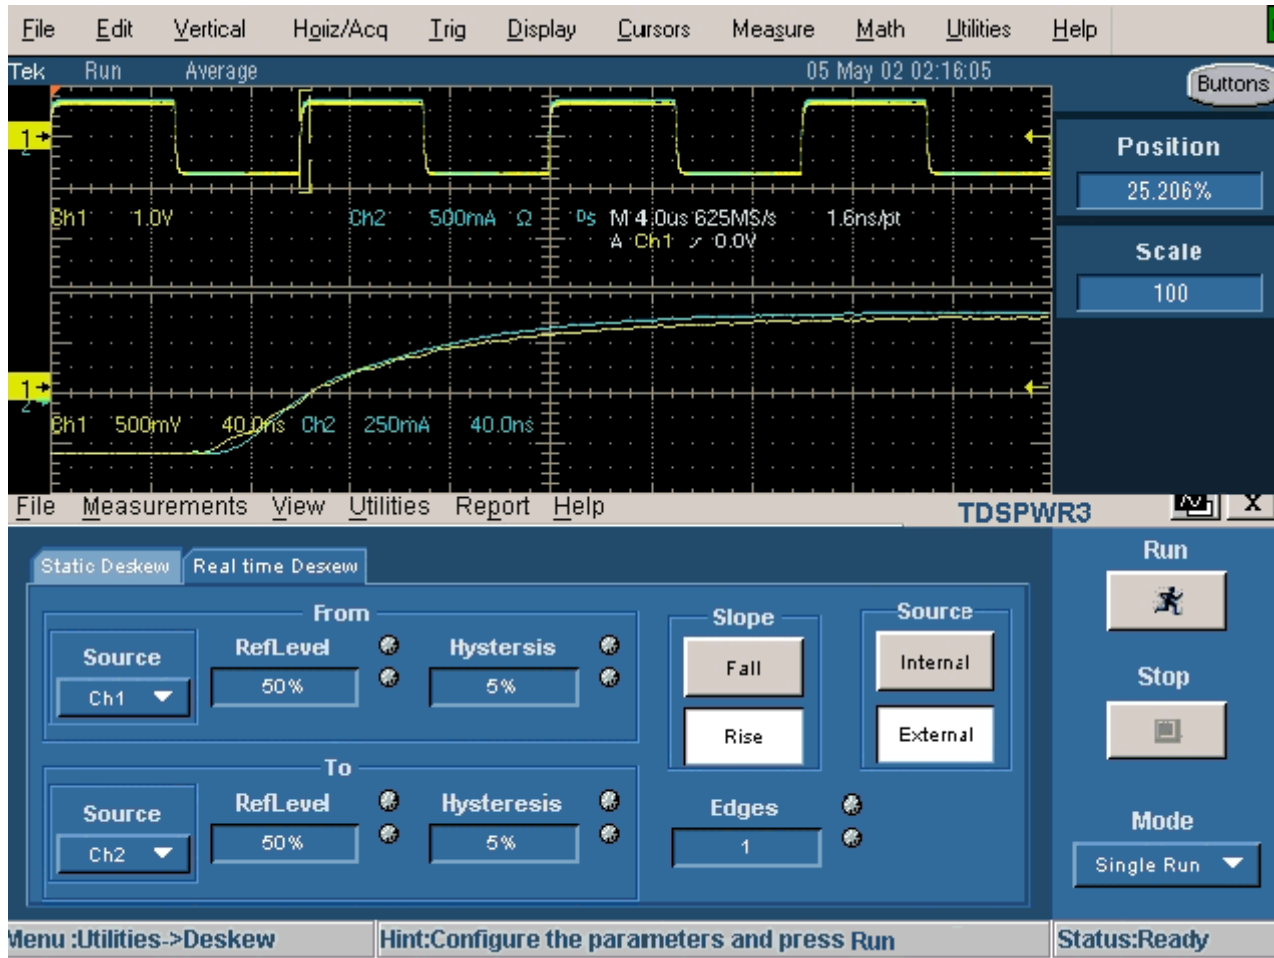 File Edit Vertical Horiz/Acq Trig Display Cursors Measure Math Utilities Help
Tek Run Average 05 May 02 02:16:05
Buttons
1
2
Position
25.206%
Ch1 1.0V Ch2 500mA Ω M 4.0us 625MS/s 1.6ns/pt
A Ch1 0.0V
Scale
100
1
2
Ch1 500mV 40.0ns Ch2 250mA 40.0ns
File Measurements View Utilities Report Help
TDSPWR3
X
Static Deskew Real time Deskew
Run
From
Source
Ch1
RefLevel
50%
Hystersis
5%
Slope
Fall
Rise
Source
Internal
External
Stop
To
Source
Ch2
RefLevel
50%
Hysteresis
5%
Edges
1
Mode
Single Run
Menu :Utilities->Deskew Hint:Configure the parameters and press Run Status:Ready